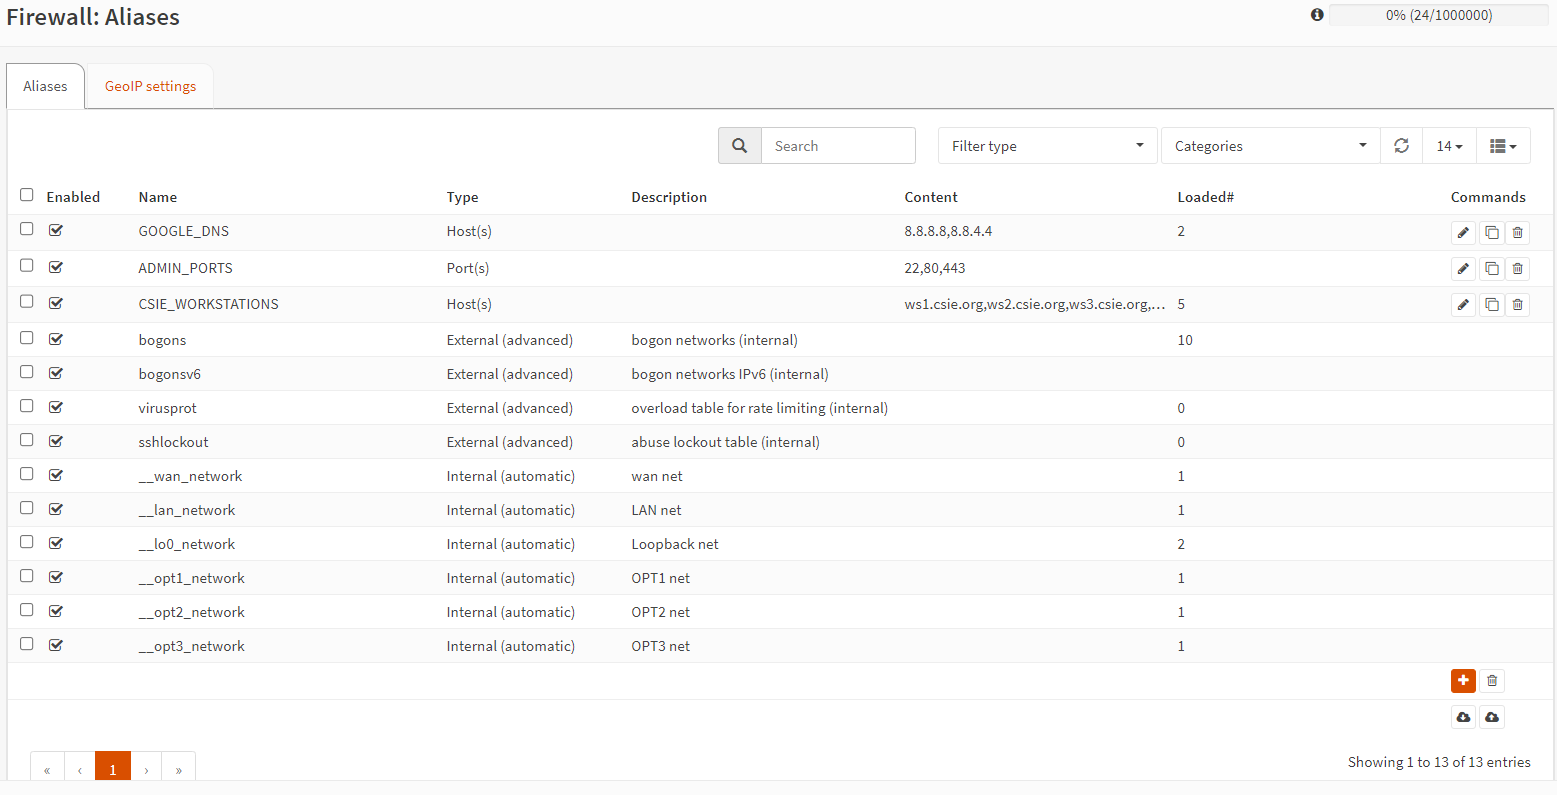 Firewall: Aliases
0% (24/1000000)
Aliases GeoIP settings
Search Filter type Categories 14
Enabled Name Type Description Content Loaded# Commands
GOOGLE_DNS Host(s) 8.8.8.8,8.8.4.4 2
ADMIN_PORTS Port(s) 22,80,443
CSIE_WORKSTATIONS Host(s) ws1.csie.org,ws2.csie.org,ws3.csie.org,... 5
bogons External (advanced) bogon networks (internal) 10
bogonsv6 External (advanced) bogon networks IPv6 (internal)
virusprot External (advanced) overload table for rate limiting (internal) 0
sshlockout External (advanced) abuse lockout table (internal) 0
__wan_network Internal (automatic) wan net 1
__lan_network Internal (automatic) LAN net 1
__lo0_network Internal (automatic) Loopback net 2
__opt1_network Internal (automatic) OPT1 net 1
__opt2_network Internal (automatic) OPT2 net 1
__opt3_network Internal (automatic) OPT3 net 1
« ‹ 1 › »
Showing 1 to 13 of 13 entries